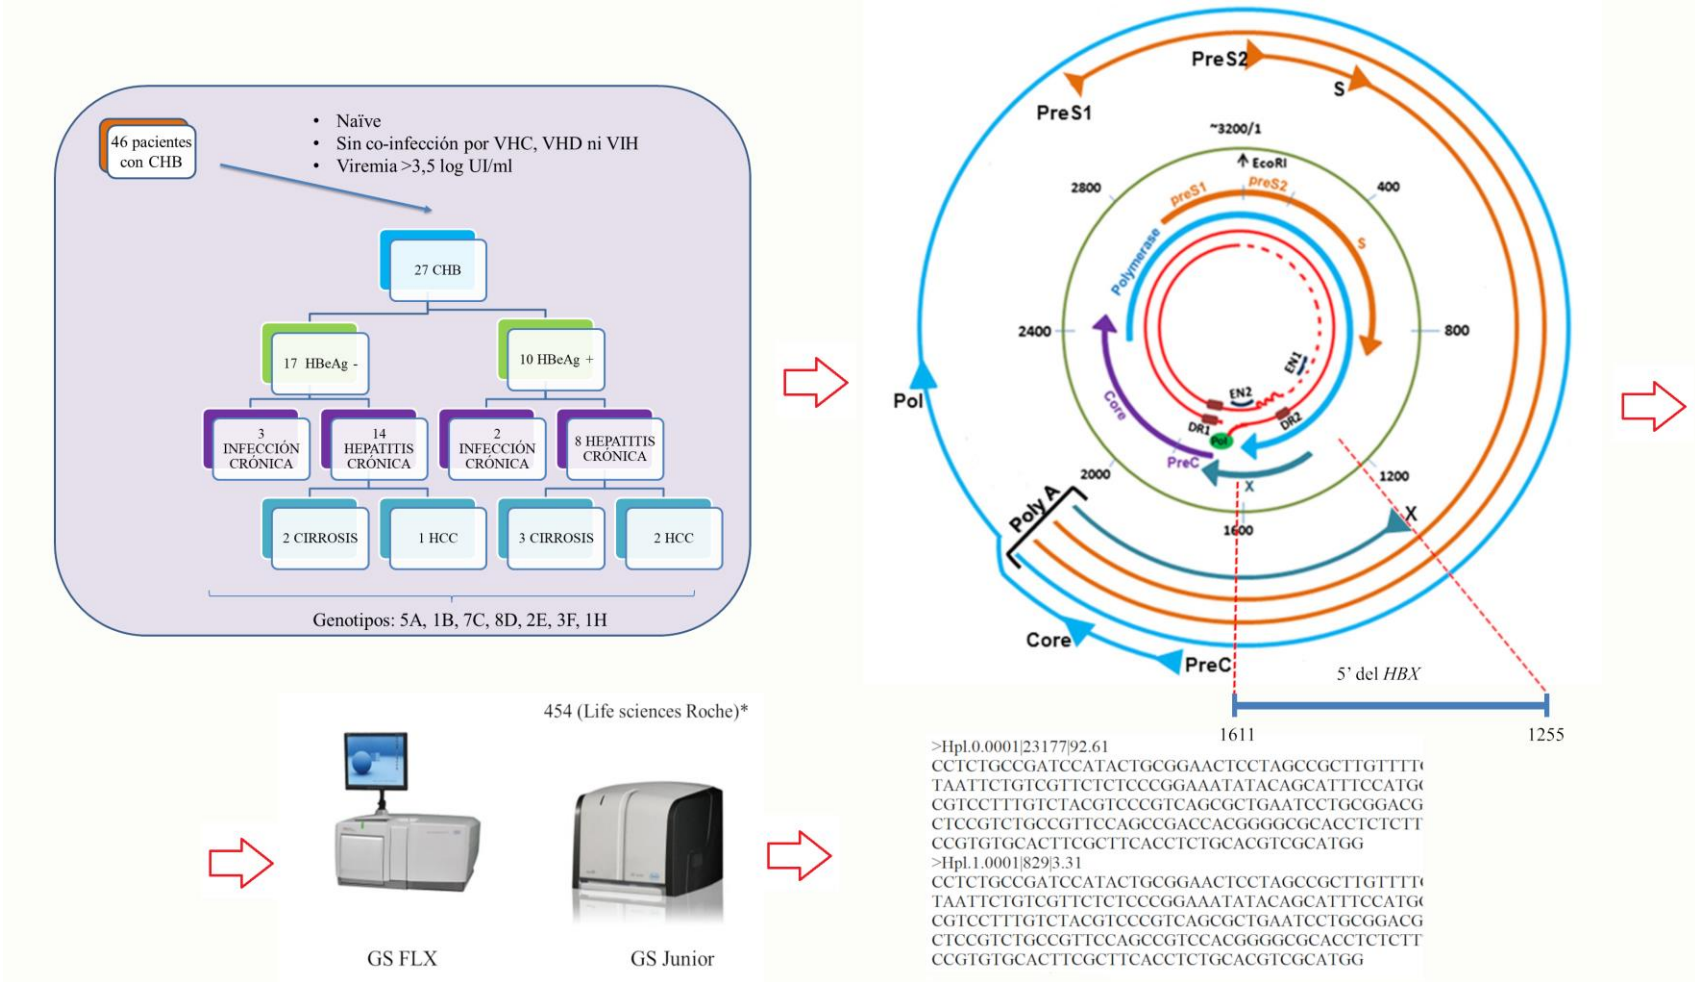 46 pacientes
con CHB
• Naïve
• Sin co-infección por VHC, VHD ni VIH
• Viremia >3,5 log UI/ml
27 CHB
17 HBeAg -
10 HBeAg +
3
INFECCIÓN
CRÓNICA
14
HEPATITIS
CRÓNICA
2
INFECCIÓN
CRÓNICA
8 HEPATITIS
CRÓNICA
2 CIRROSIS
1 HCC
3 CIRROSIS
2 HCC
Genotipos: 5A, 1B, 7C, 8D, 2E, 3F, 1H
PreS2
S
PreS1
~3200/1
EcoRI
2800
preS1
preS2
400
Polymerase
S
2400
800
EN1
EN2
Core
DR1
DR2
Pol
Pol
PreC
2000
X
1200
Poly A
X
1600
Core
PreC
5’ del HBX
1611
1255
454 (Life sciences Roche)*
GS FLX
GS Junior
>Hpl.0.0001|23177|92.61
CCTCTGCCGATCCATACTGCGGAACTCCTAGCCGCTTGTTTT
TAATTCTGTCGTTCTCTCCCGGAAATATACAGCATTTCCATG
CGTCCTTTGTCTACGTCCCGTCAGCGCTGAATCCTGCGGACG
CTCCGTCTGCCGTTCCAGCCGACCACGGGGCGCACCTCTCTT
CCGTGTGCACTTCGCTTCACCTCTGCACGTCGCATGG
>Hpl.1.0001|829|3.31
CCTCTGCCGATCCATACTGCGGAACTCCTAGCCGCTTGTTTT
TAATTCTGTCGTTCTCTCCCGGAAATATACAGCATTTCCATG
CGTCCTTTGTCTACGTCCCGTCAGCGCTGAATCCTGCGGACG
CTCCGTCTGCCGTTCCAGCCGTCCACGGGGCGCACCTCTCTT
CCGTGTGCACTTCGCTTCACCTCTGCACGTCGCATGG